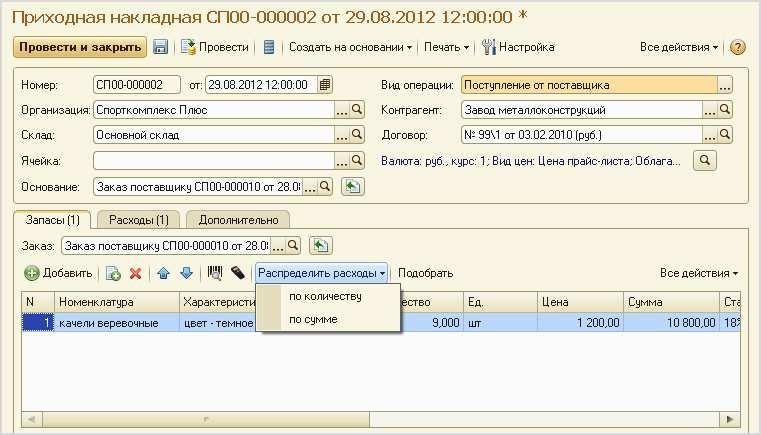 Приходная накладная СП00-000002 от 29.08.2012 12:00:00 *
Провести и закрыть Провести Создать на основании Печать Настройка Все действия ?
Номер: СП00-000002 от: 29.08.2012 12:00:00 Вид операции: Поступление от поставщика ...
Организация: Спорткомплекс Плюс ... Контрагент: Завод металлоконструкций ...
Склад: Основной склад ... Договор: № 99\1 от 03.02.2010 (руб.) ...
Ячейка: ... Валюта: руб., курс: 1; Вид цен: Цена прайс-листа; Облага...
Основание: Заказ поставщику СП00-000010 от 28.0 ...
Запасы (1) Расходы (1) Дополнительно
Заказ: Заказ поставщику СП00-000010 от 28.0 ...
Добавить Распределить расходы Подобрать Все действия
N Номенклатура Характеристи ество Ед. Цена Сумма Ста
по количеству
1 качели веревочные цвет - темное 9,000 шт 1 200,00 10 800,00 18%
по сумме